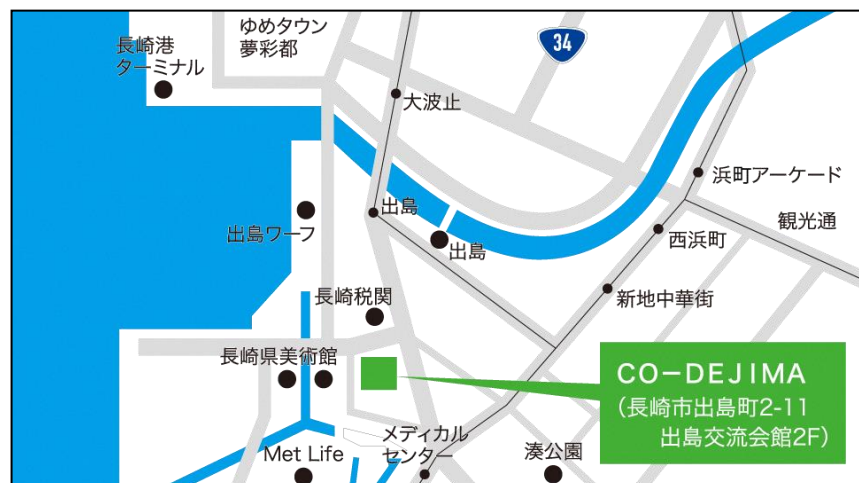 ゆめタウン
夢彩都
34
長崎港
ターミナル
大波止
浜町アーケード
出島
観光通
出島ワーフ
出島
西浜町
長崎税関
新地中華街
長崎県美術館
CO-DEJIMA
(長崎市出島町2-11
出島交流会館2F)
メディカル
センター
Met Life
湊公園